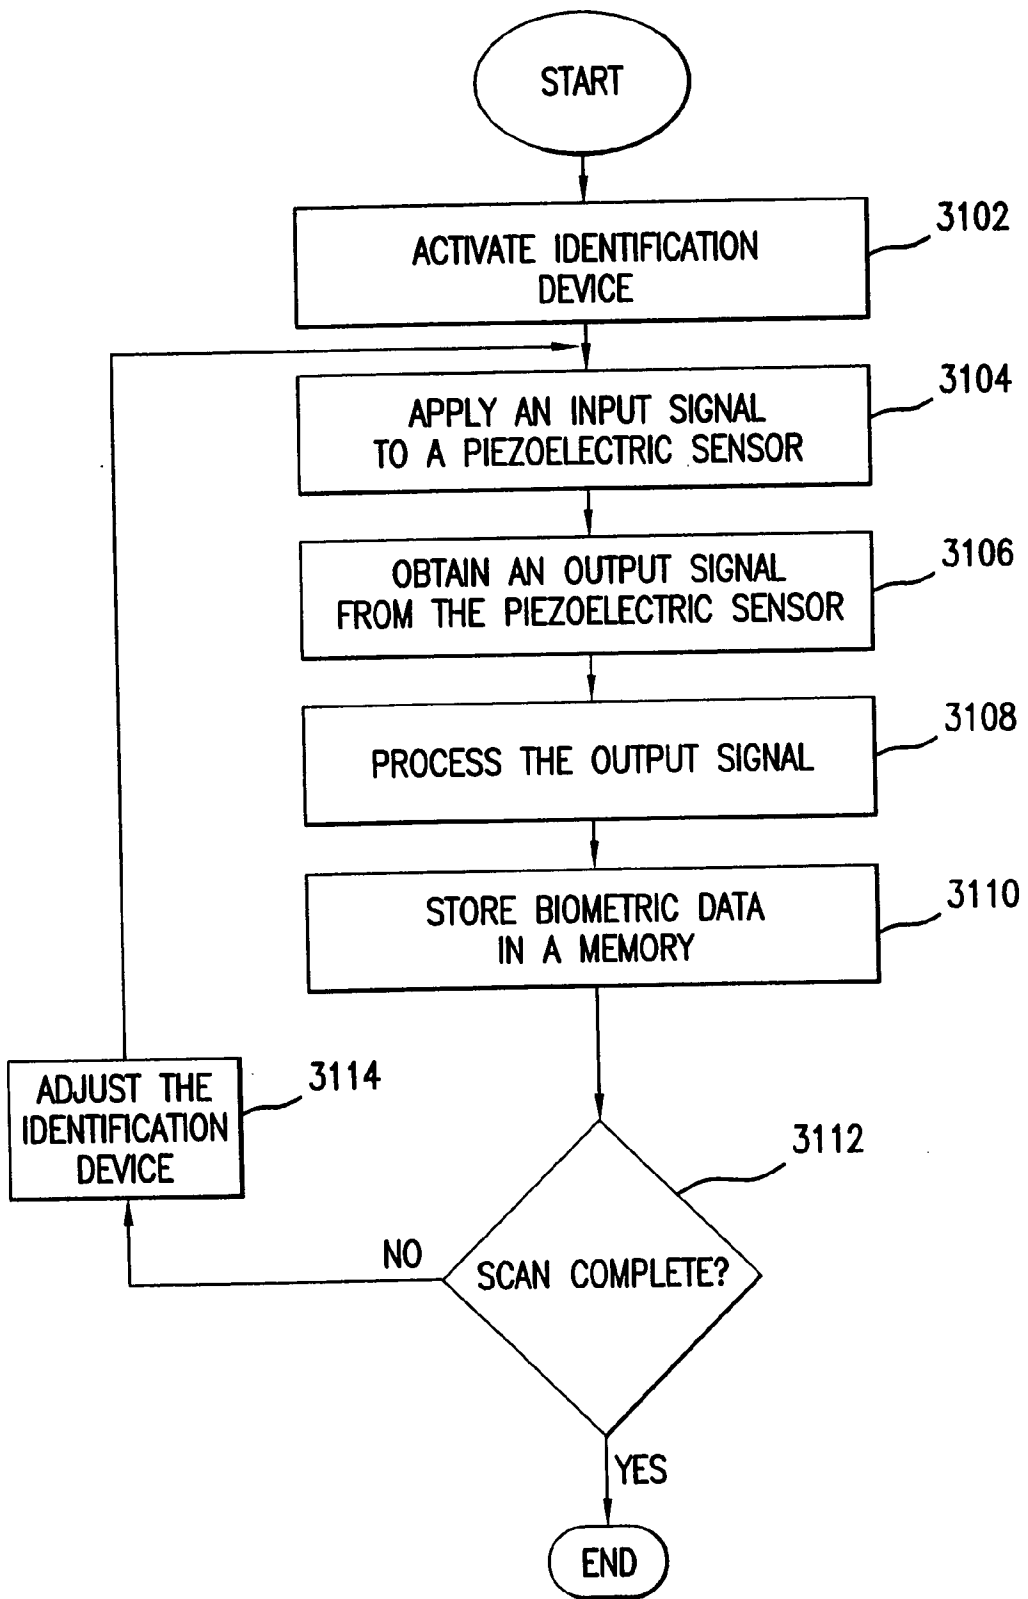 START
ACTIVATE IDENTIFICATION
DEVICE
3102
APPLY AN INPUT SIGNAL
TO A PIEZOELECTRIC SENSOR
3104
OBTAIN AN OUTPUT SIGNAL
FROM THE PIEZOELECTRIC SENSOR
3106
PROCESS THE OUTPUT SIGNAL
3108
STORE BIOMETRIC DATA
IN A MEMORY
3110
ADJUST THE
IDENTIFICATION
DEVICE
3114
3112
SCAN COMPLETE?
NO
YES
END